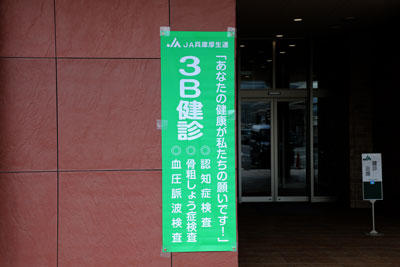 JA兵庫厚生連
「あなたの健康が私たちの願いです！」
3B健診
◎認知症検査
◎骨粗しょう症検査
◎血圧脈波検査